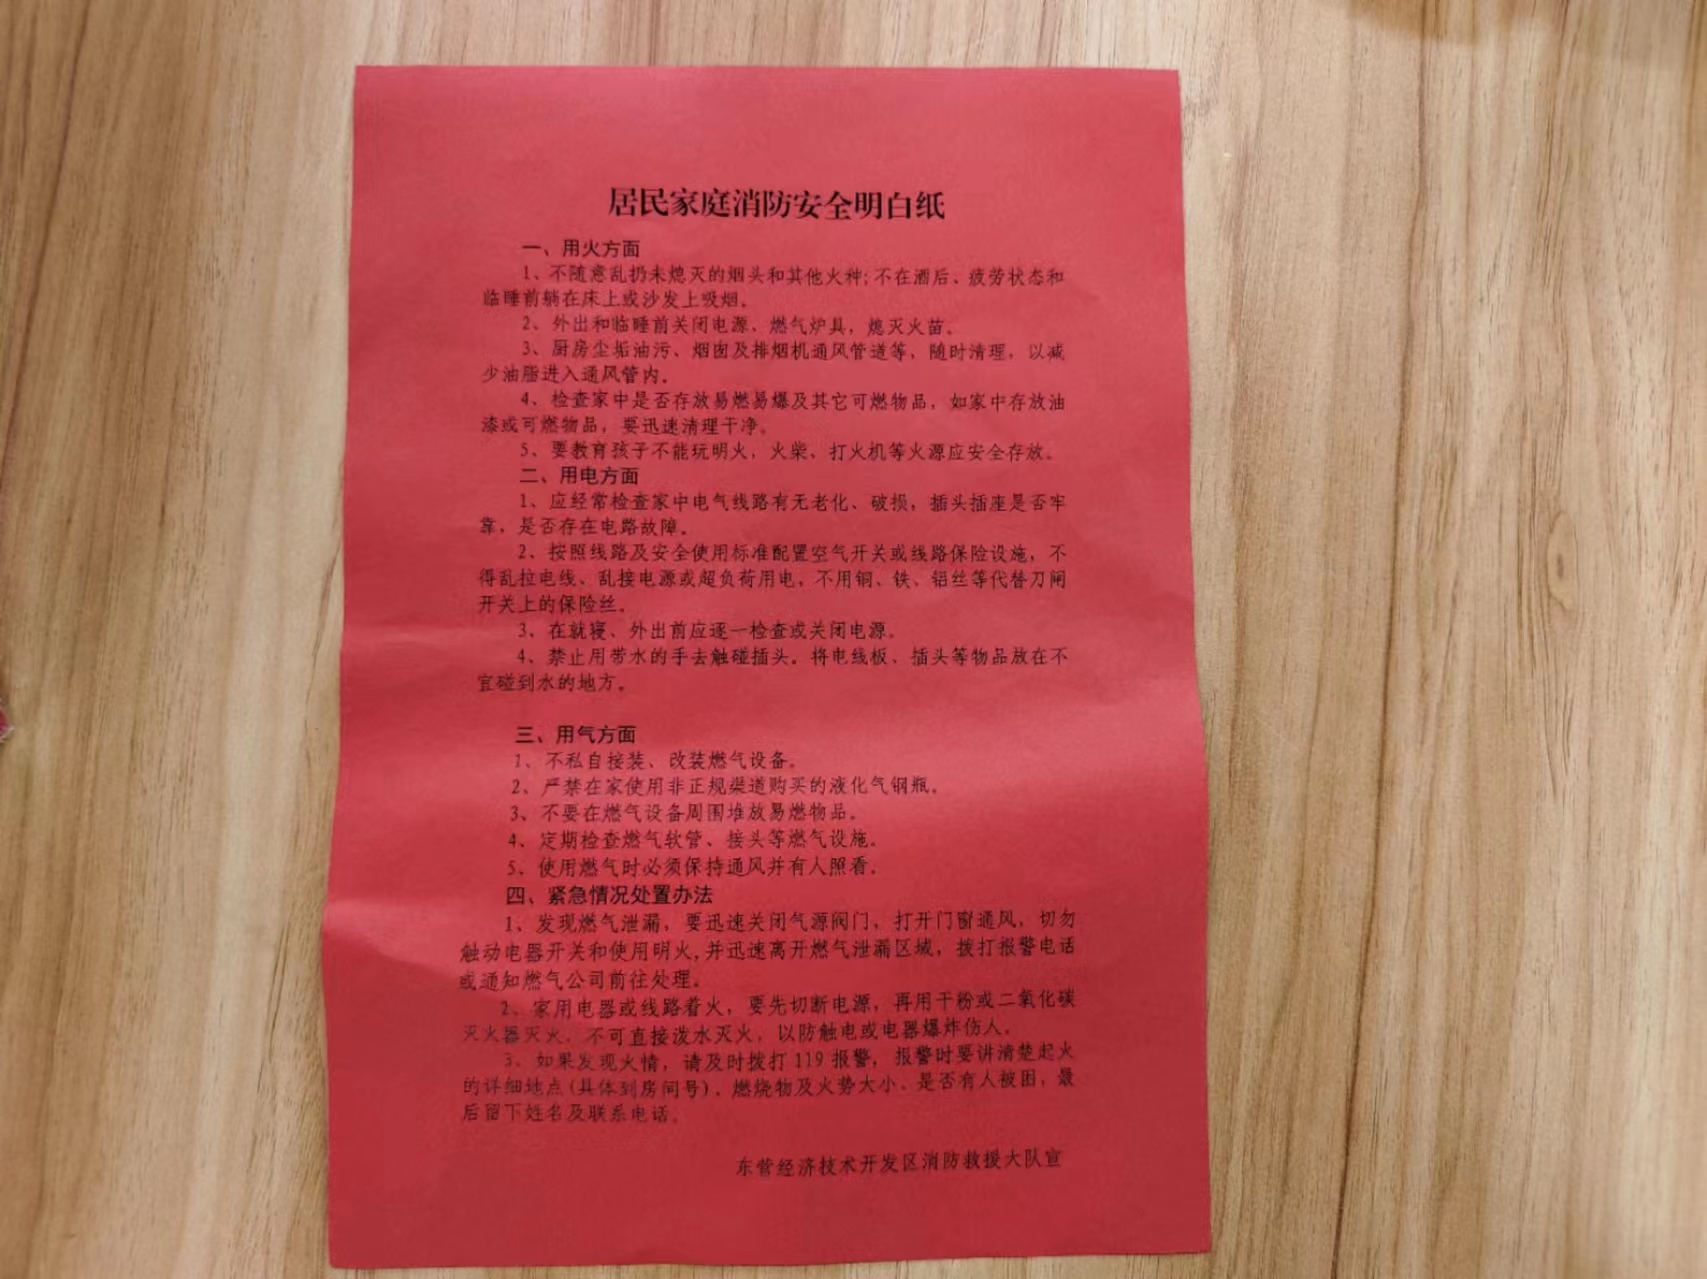 居民家庭消防安全明白纸
一、用火方面
1、不随意乱扔未熄灭的烟头和其他火种;不在酒后、疲劳状态和
临睡前躺在床上或沙发上吸烟。
2、外出和临睡前关闭电源、燃气炉具，熄灭火苗。
3、厨房尘垢油污、烟囱及排烟机通风管道等，随时清理，以减
少油脂进入通风管内。
4、检查家中是否存放易燃易爆及其它可燃物品，如家中存放油
漆或可燃物品，要迅速清理干净。
5、要教育孩子不能玩明火，火柴、打火机等火源应安全存放。
二、用电方面
1、应经常检查家中电气线路有无老化、破损，插头插座是否牢
靠，是否存在电路故障。
2、按照线路及安全使用标准配置空气开关或线路保险设施，不
得乱拉电线、乱接电源或超负荷用电，不用铜、铁、铝丝等代替刀闸
开关上的保险丝。
3、在就寝、外出前应逐一检查或关闭电源。
4、禁止用带水的手去触碰插头。将电线板、插头等物品放在不
宜碰到水的地方。
三、用气方面
1、不私自接装、改装燃气设备。
2、严禁在家使用非正规渠道购买的液化气钢瓶。
3、不要在燃气设备周围堆放易燃物品。
4、定期检查燃气软管、接头等燃气设施。
5、使用燃气时必须保持通风并有人照看。
四、紧急情况处置办法
1、发现燃气泄漏，要迅速关闭气源阀门，打开门窗通风，切勿
触动电器开关和使用明火,并迅速离开燃气泄漏区域，拨打报警电话
或通知燃气公司前往处理。
2、家用电器或线路着火，要先切断电源，再用干粉或二氧化碳
灭火器灭火，不可直接泼水灭火，以防触电或电器爆炸伤人。
3、如果发现火情，请及时拨打119报警，报警时要讲清楚起火
的详细地点(具体到房间号)、燃烧物及火势大小、是否有人被困，最
后留下姓名及联系电话。
东营经济技术开发区消防救援大队宣